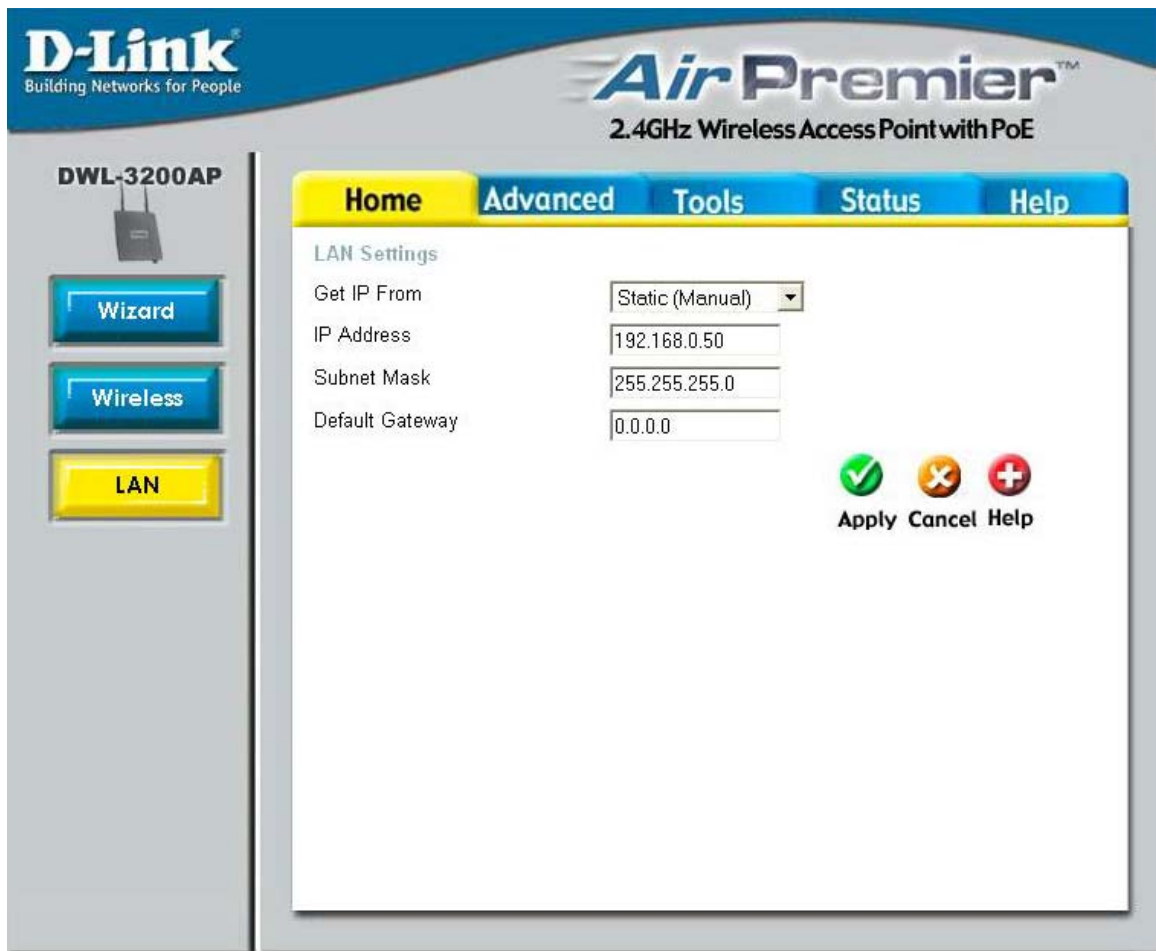 D-Link
Building Networks for People
Air Premier™
2.4GHz Wireless Access Point with PoE
DWL-3200AP
Home Advanced Tools Status Help
Wizard
Wireless
LAN
LAN Settings
Get IP From Static (Manual)
IP Address 192.168.0.50
Subnet Mask 255.255.255.0
Default Gateway 0.0.0.0
Apply Cancel Help